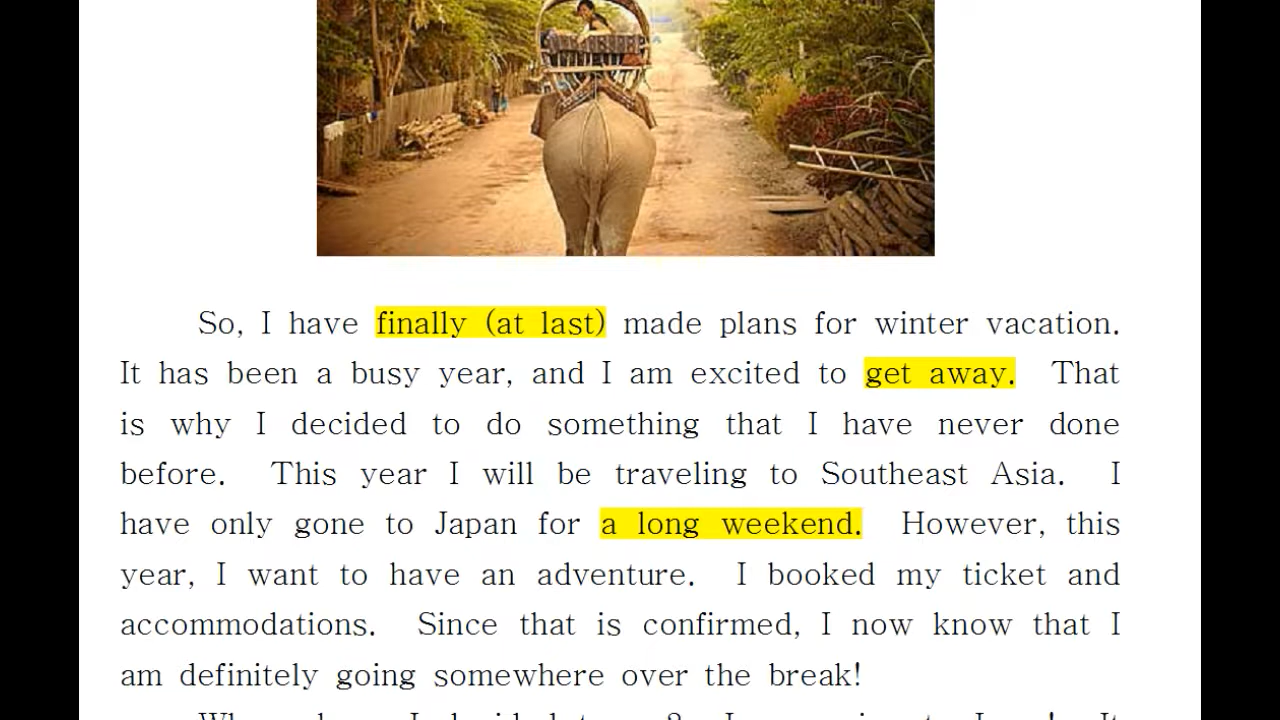 So, I have finally (at last) made plans for winter vacation.
It has been a busy year, and I am excited to get away. That
is why I decided to do something that I have never done
before. This year I will be traveling to Southeast Asia. I
have only gone to Japan for a long weekend. However, this
year, I want to have an adventure. I booked my ticket and
accommodations. Since that is confirmed, I now know that I
am definitely going somewhere over the break!